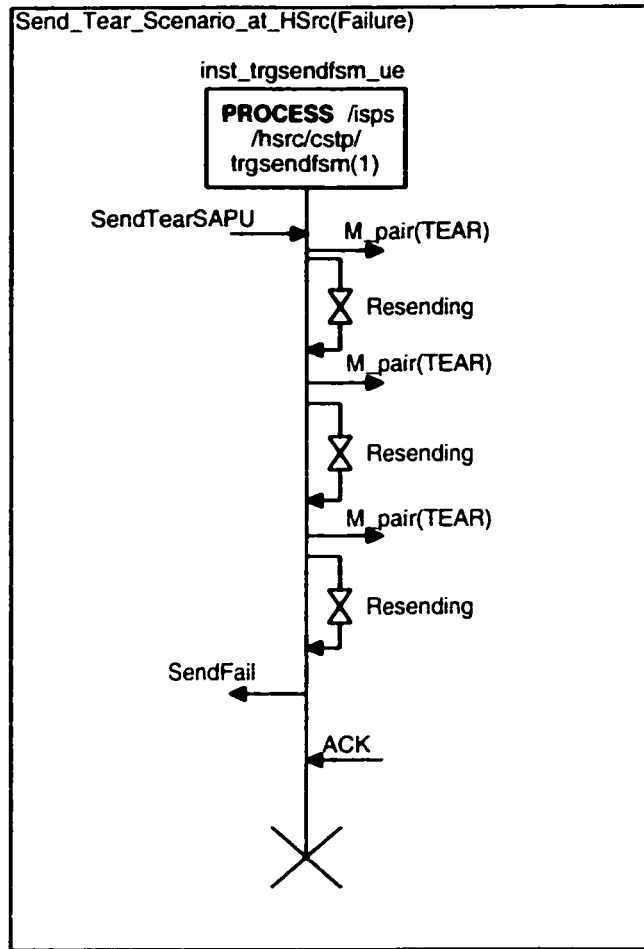 Send_Tear_Scenario_at_HSrc(Failure)
inst_trgsendfsm_ue
PROCESS /isps
/hsrc/cstp/
trgsendfsm(1)
SendTearSAPU
M_pair(TEAR)
Resending
M_pair(TEAR)
Resending
M_pair(TEAR)
Resending
SendFail
ACK